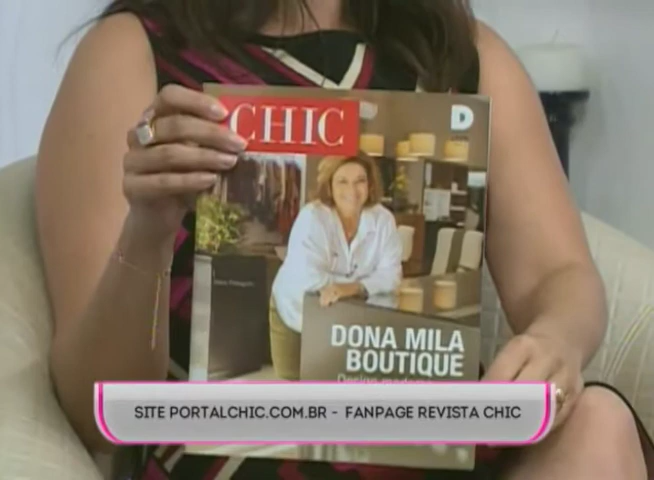 CHIC
D
DONA MILA
BOUTIQUE
SITE PORTALCHIC.COM.BR - FANPAGE REVISTA CHIC